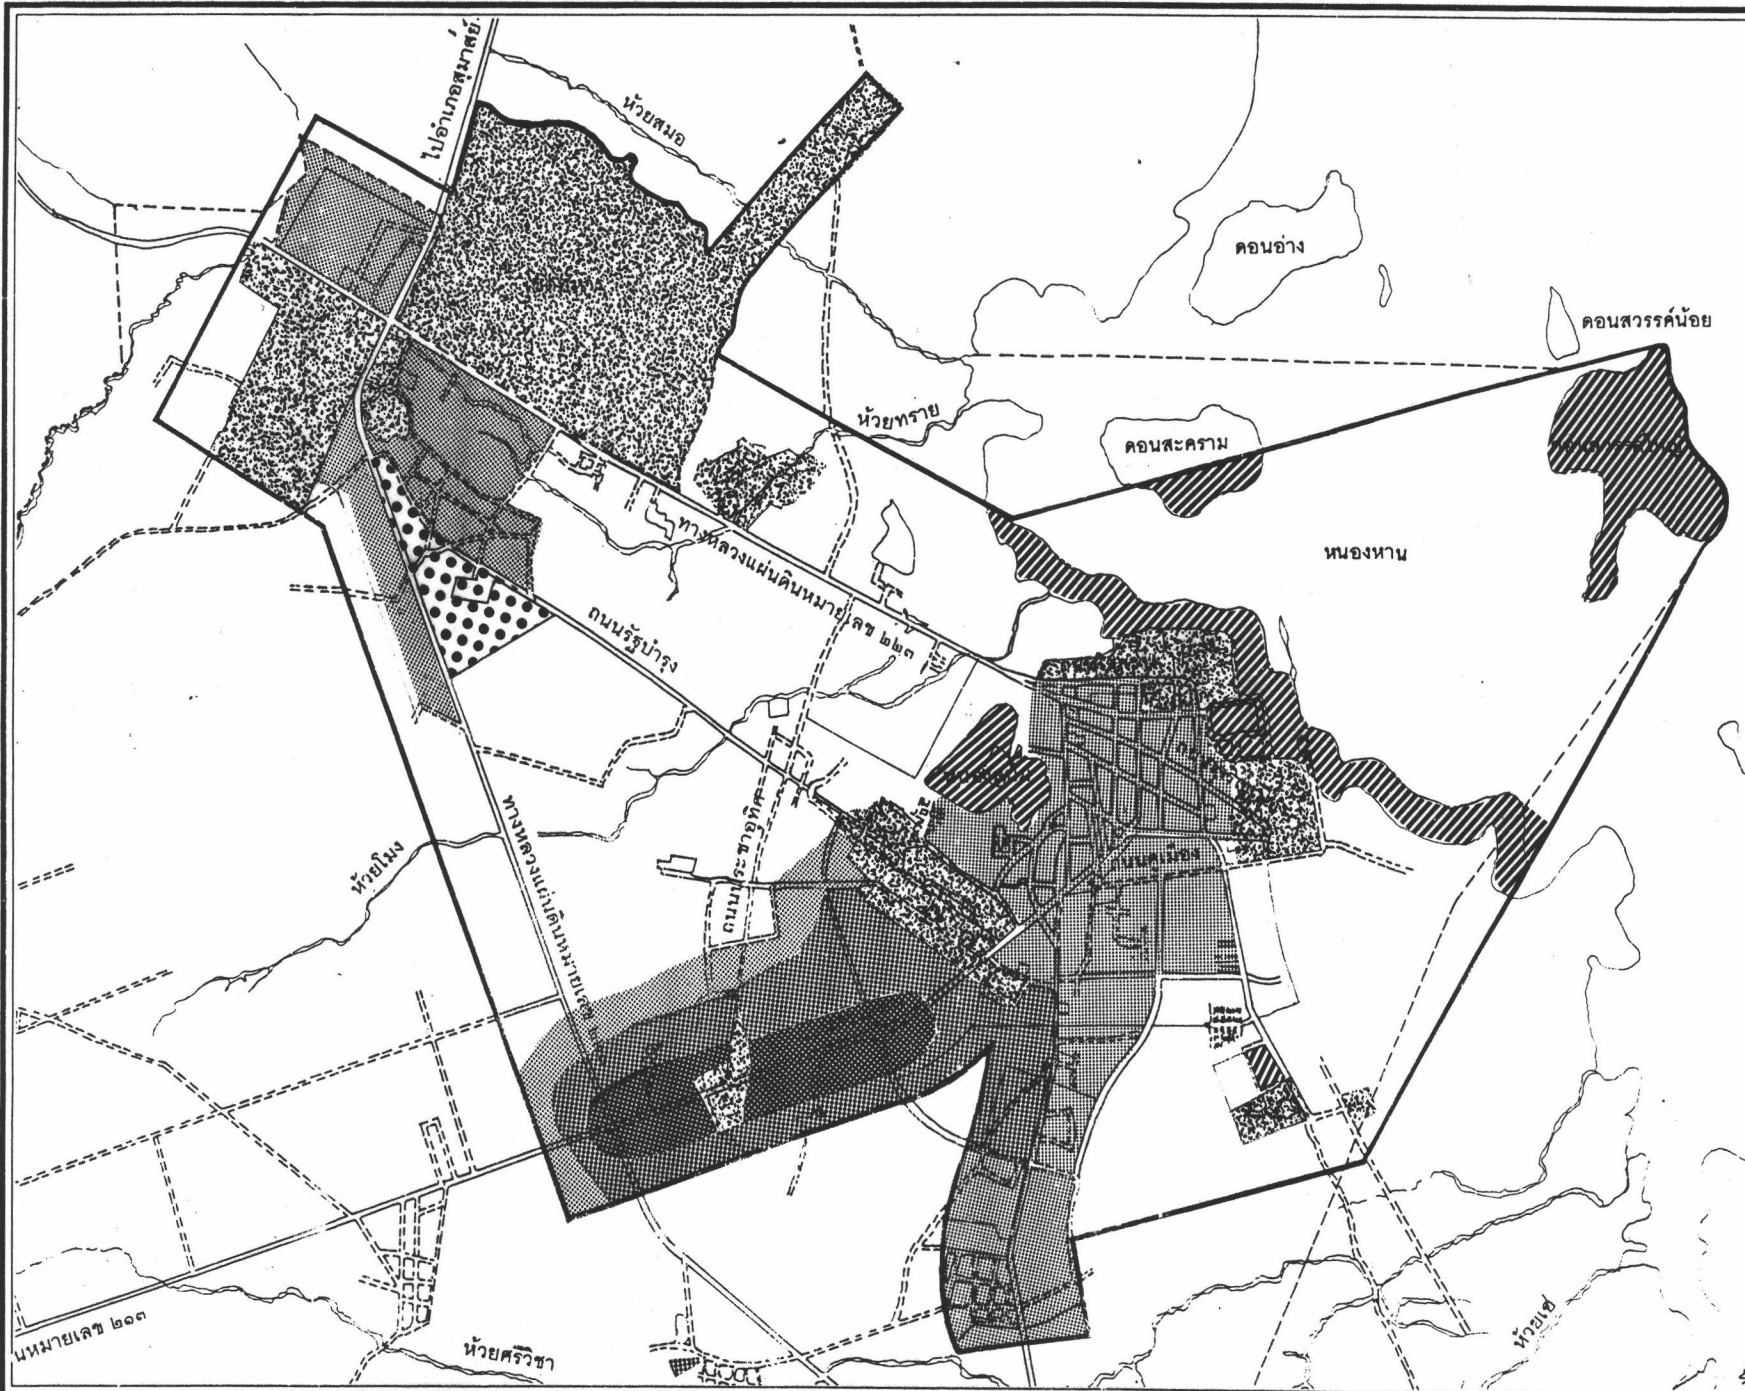 ไปอำเภอสุมาลย์
ห้วยสมอ
ดอนอ่าง
ดอนสวรรค์น้อย
ห้วยทราย
ดอนสะคราม
หนองหาน
ทางหลวงแผ่นดินหมายเลข ๒๒๓
ถนนรัฐบำรุง
ถนนประชาอุทิศ
ห้วยโมง
ทางหลวงแผ่นดินหมายเลข
นหมายเลข ๒๑๓
ห้วยศรีวิชา
ห้วยเฮ